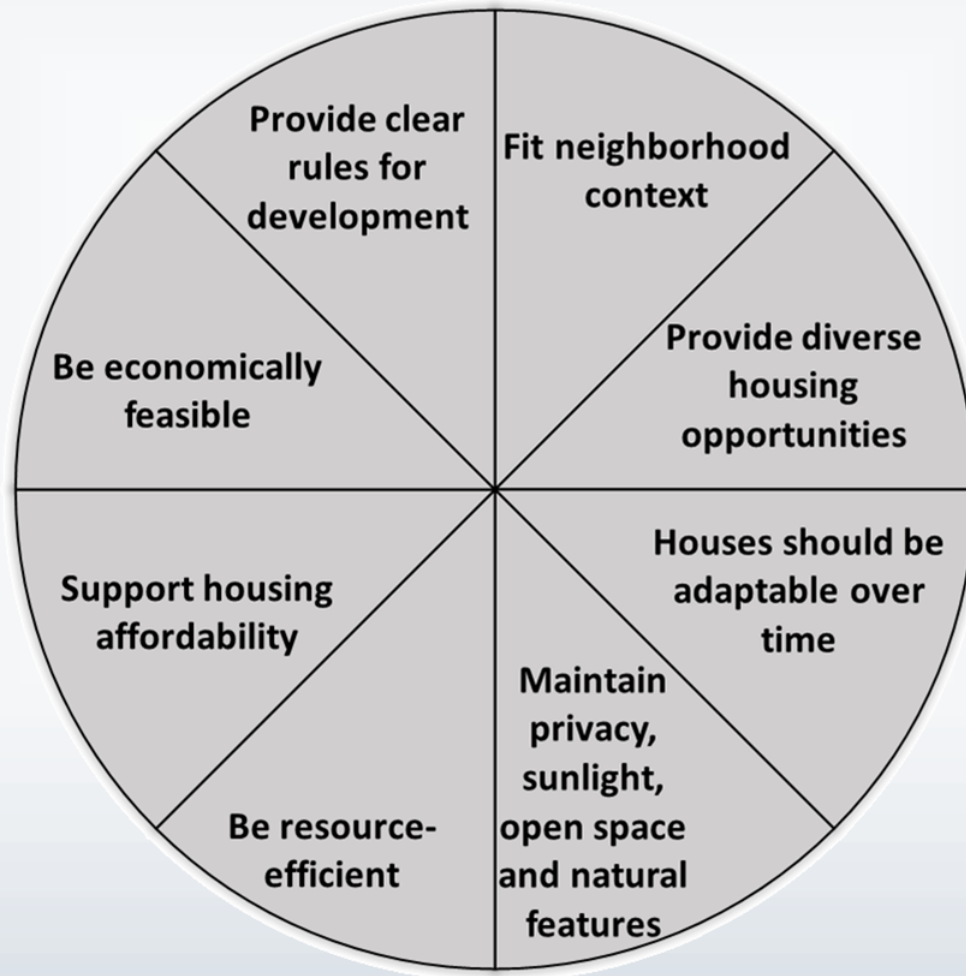 Provide clear
rules for
development
Fit neighborhood
context
Provide diverse
housing
opportunities
Houses should be
adaptable over
time
Maintain
privacy,
sunlight,
open space
and natural
features
Be resource-
efficient
Support housing
affordability
Be economically
feasible